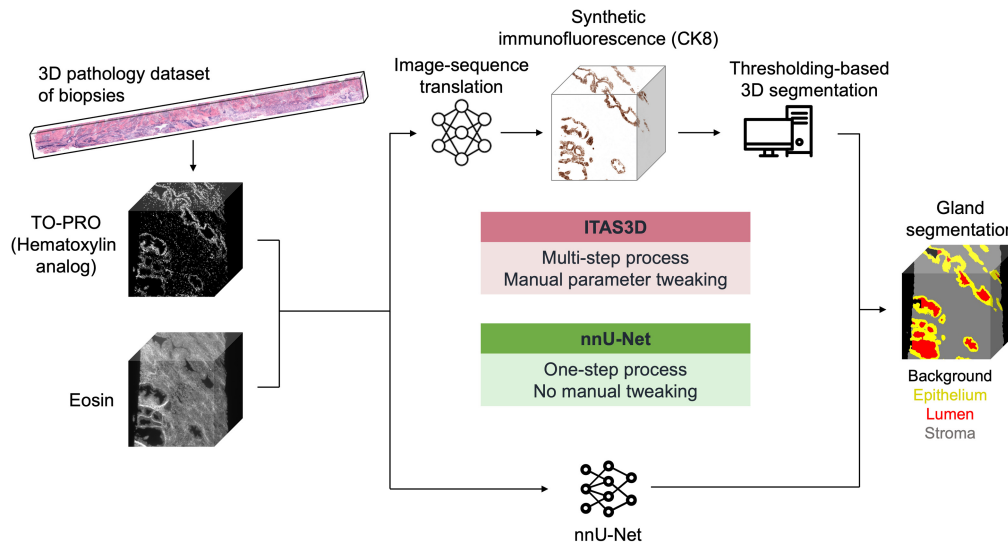 3D pathology dataset
of biopsies
TO-PRO
(Hematoxylin
analog)
Eosin
Image-sequence
translation
Synthetic
immunofluorescence (CK8)
Thresholding-based
3D segmentation
ITAS3D
Multi-step process
Manual parameter tweaking
nnU-Net
One-step process
No manual tweaking
nnU-Net
Gland
segmentation
Background
Epithelium
Lumen
Stroma